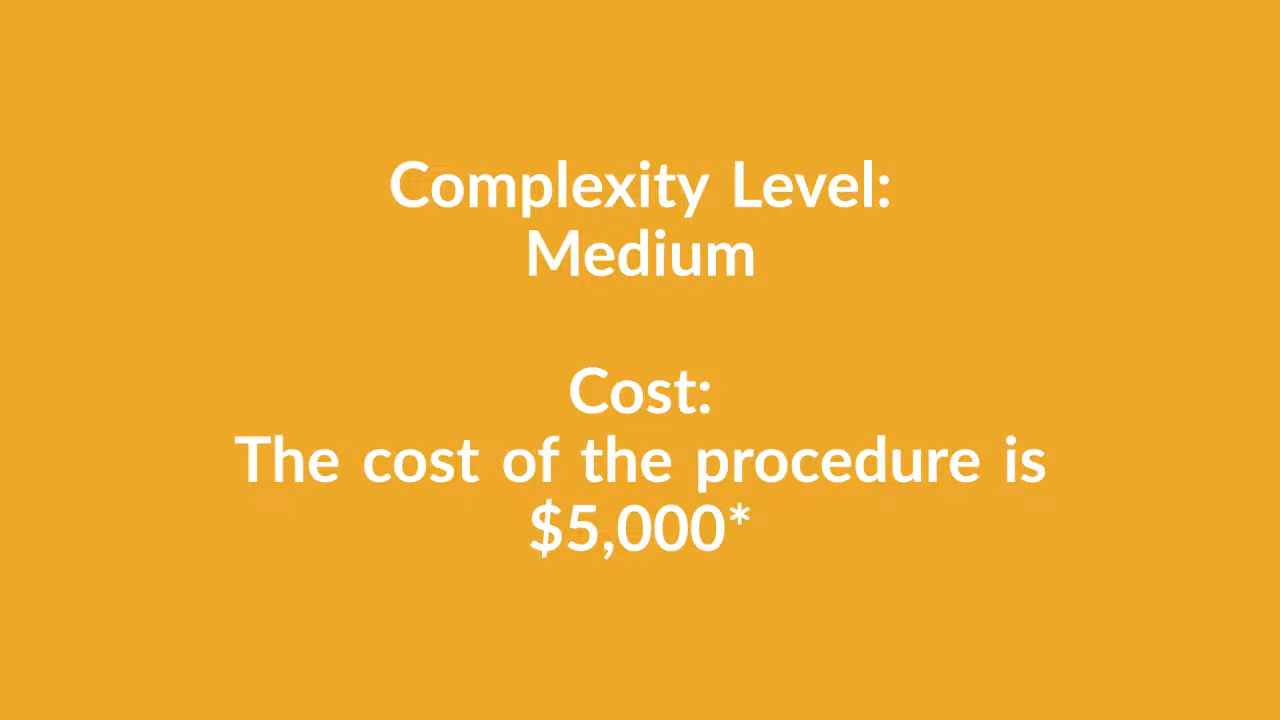 Complexity Level:
Medium
Cost:
The cost of the procedure is
$5,000*